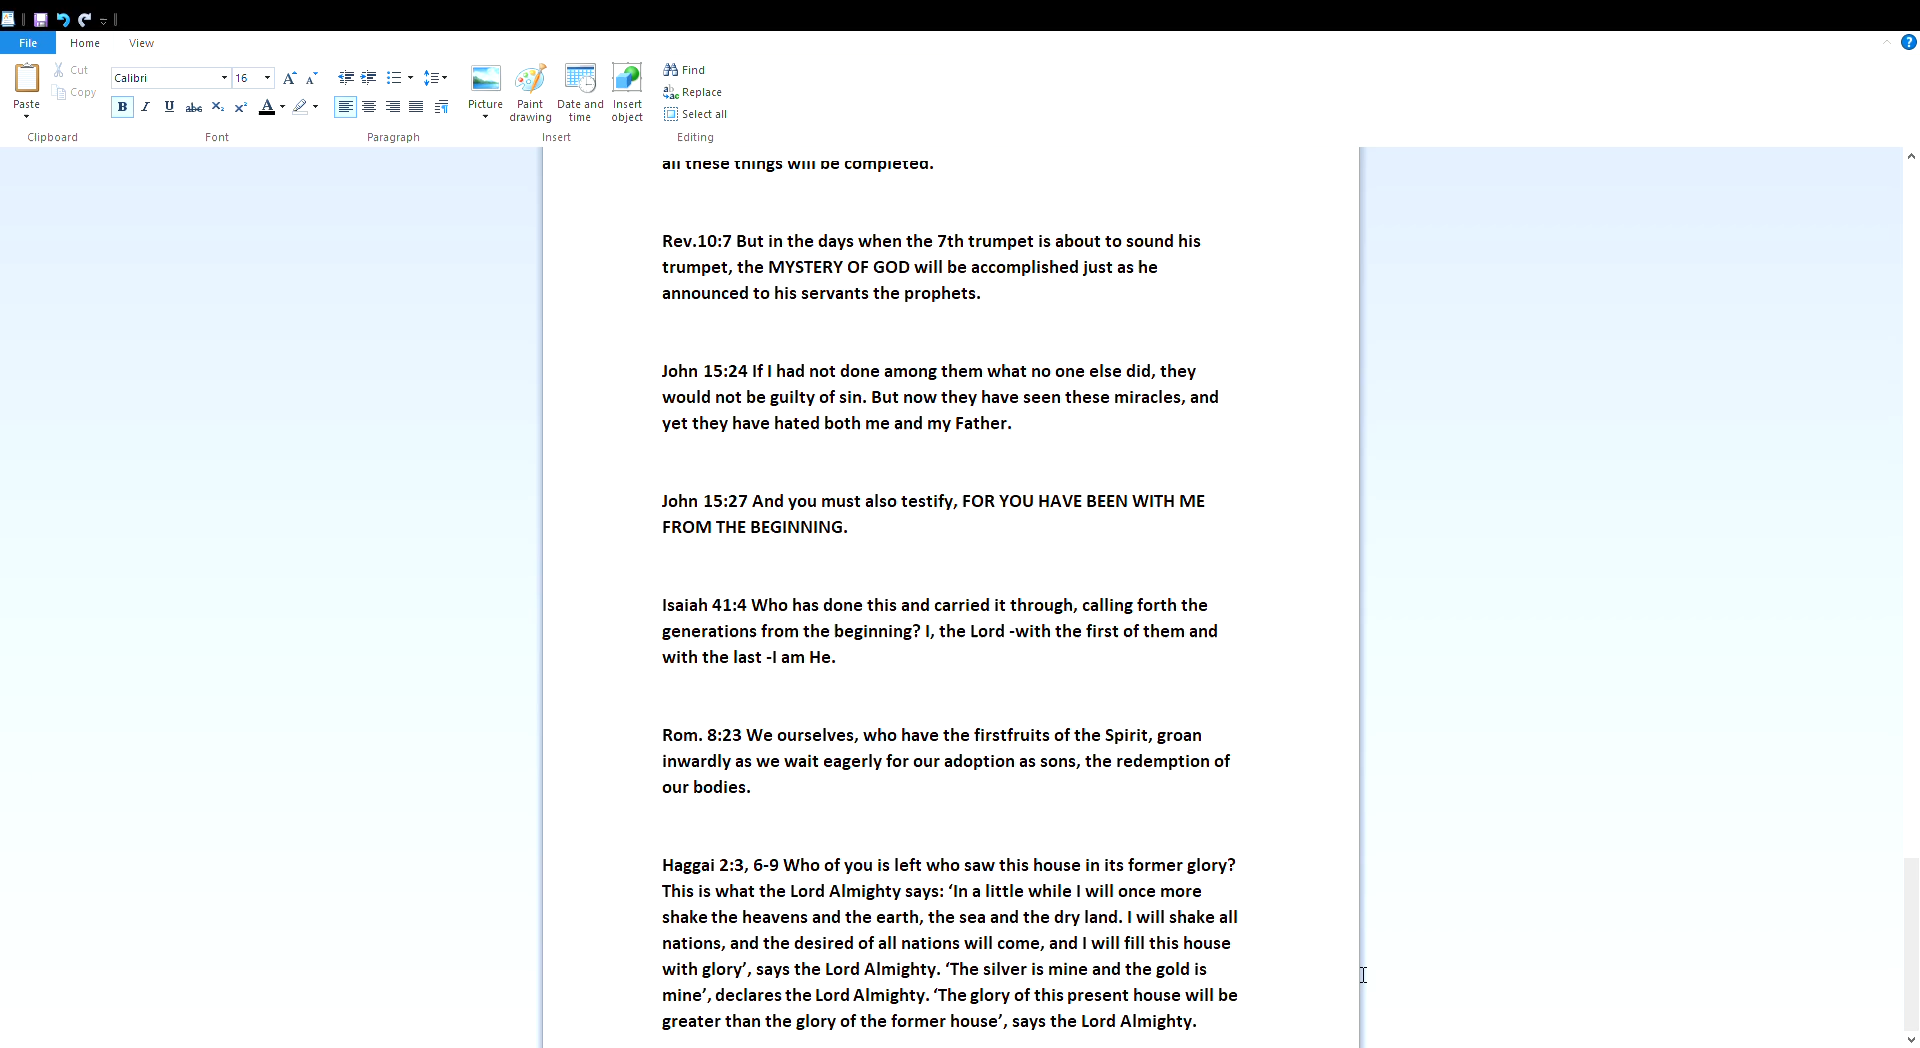 File Home View
Paste
Cut
Copy
Clipboard
Calibri 16
B I U abc X₂ X²
Font
Paragraph
Picture
Paint drawing
Date and time
Insert object
Insert
Find
Replace
Select all
Editing
all these things will be completed.
Rev.10:7 But in the days when the 7th trumpet is about to sound his
trumpet, the MYSTERY OF GOD will be accomplished just as he
announced to his servants the prophets.
John 15:24 If I had not done among them what no one else did, they
would not be guilty of sin. But now they have seen these miracles, and
yet they have hated both me and my Father.
John 15:27 And you must also testify, FOR YOU HAVE BEEN WITH ME
FROM THE BEGINNING.
Isaiah 41:4 Who has done this and carried it through, calling forth the
generations from the beginning? I, the Lord -with the first of them and
with the last -I am He.
Rom. 8:23 We ourselves, who have the firstfruits of the Spirit, groan
inwardly as we wait eagerly for our adoption as sons, the redemption of
our bodies.
Haggai 2:3, 6-9 Who of you is left who saw this house in its former glory?
This is what the Lord Almighty says: ‘In a little while I will once more
shake the heavens and the earth, the sea and the dry land. I will shake all
nations, and the desired of all nations will come, and I will fill this house
with glory’, says the Lord Almighty. ‘The silver is mine and the gold is
mine’, declares the Lord Almighty. ‘The glory of this present house will be
greater than the glory of the former house’, says the Lord Almighty.